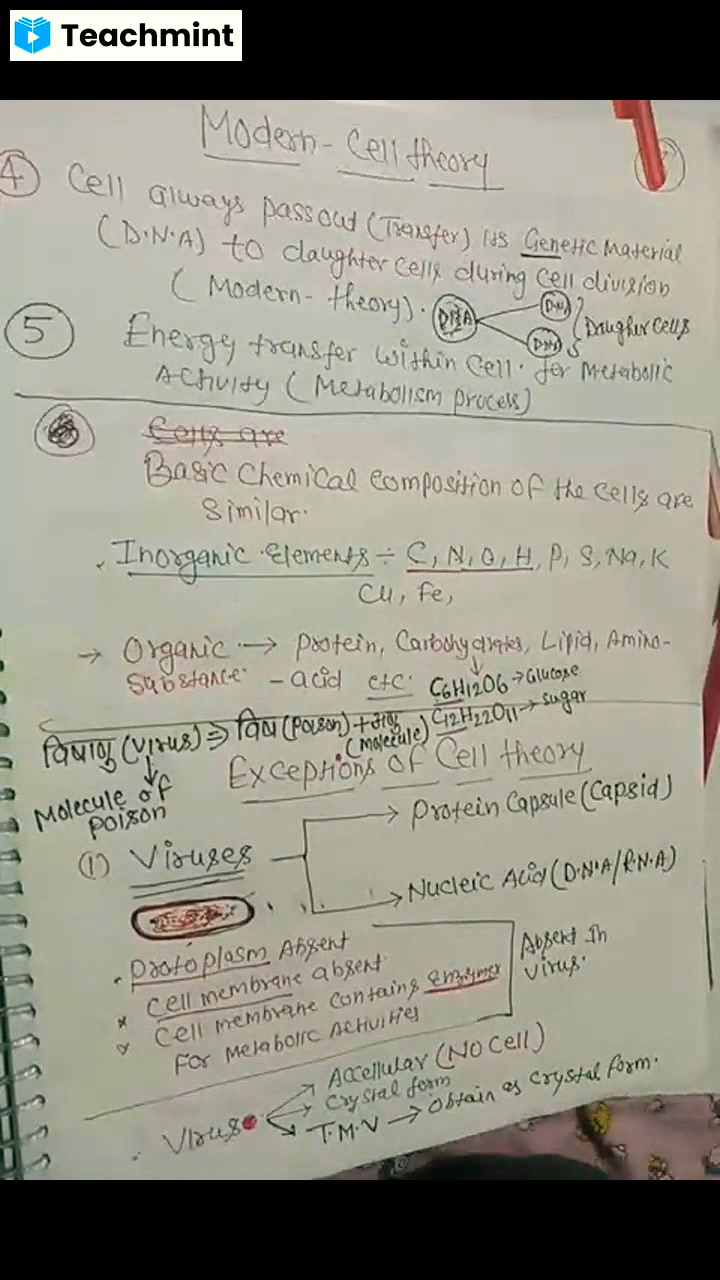 Teachmint
Modern - Cell theory
4 Cell always passout (Transfer) its Genetic Material
(D.N.A) to daughter cells during cell division
(Modern - theory).
DNA
DNA
DNA
Daugher cells
5 Energy transfer within cell. for Metabolic
Activity (Metabolism process)
Cells are
Basic Chemical composition of the cells are
Similar.
Inorganic Elements ÷ C, N, O, H, P, S, Na, K
Cu, Fe,
→ Organic → Protein, Carbohydrates, Lipid, Amino-
Substance - acid etc. C6H12O6 → Glucose
C12H22O11 → sugar
विषाणु (Virus) ⇒ विष (Poison) + अणु
(Molecule)
Molecule of
poison
Exceptions of Cell theory
(1) Viruses
Protein Capsule (Capsid)
Nucleic Acid (D.N.A/R.N.A)
Protoplasm Absent
× Cell membrane absent
Cell membrane contains Enzymes
For Metabolic Activities
Absent In
virus.
Virus
Accellular (No Cell)
Crystal form
T.M.V → Obtain as Crystal form.